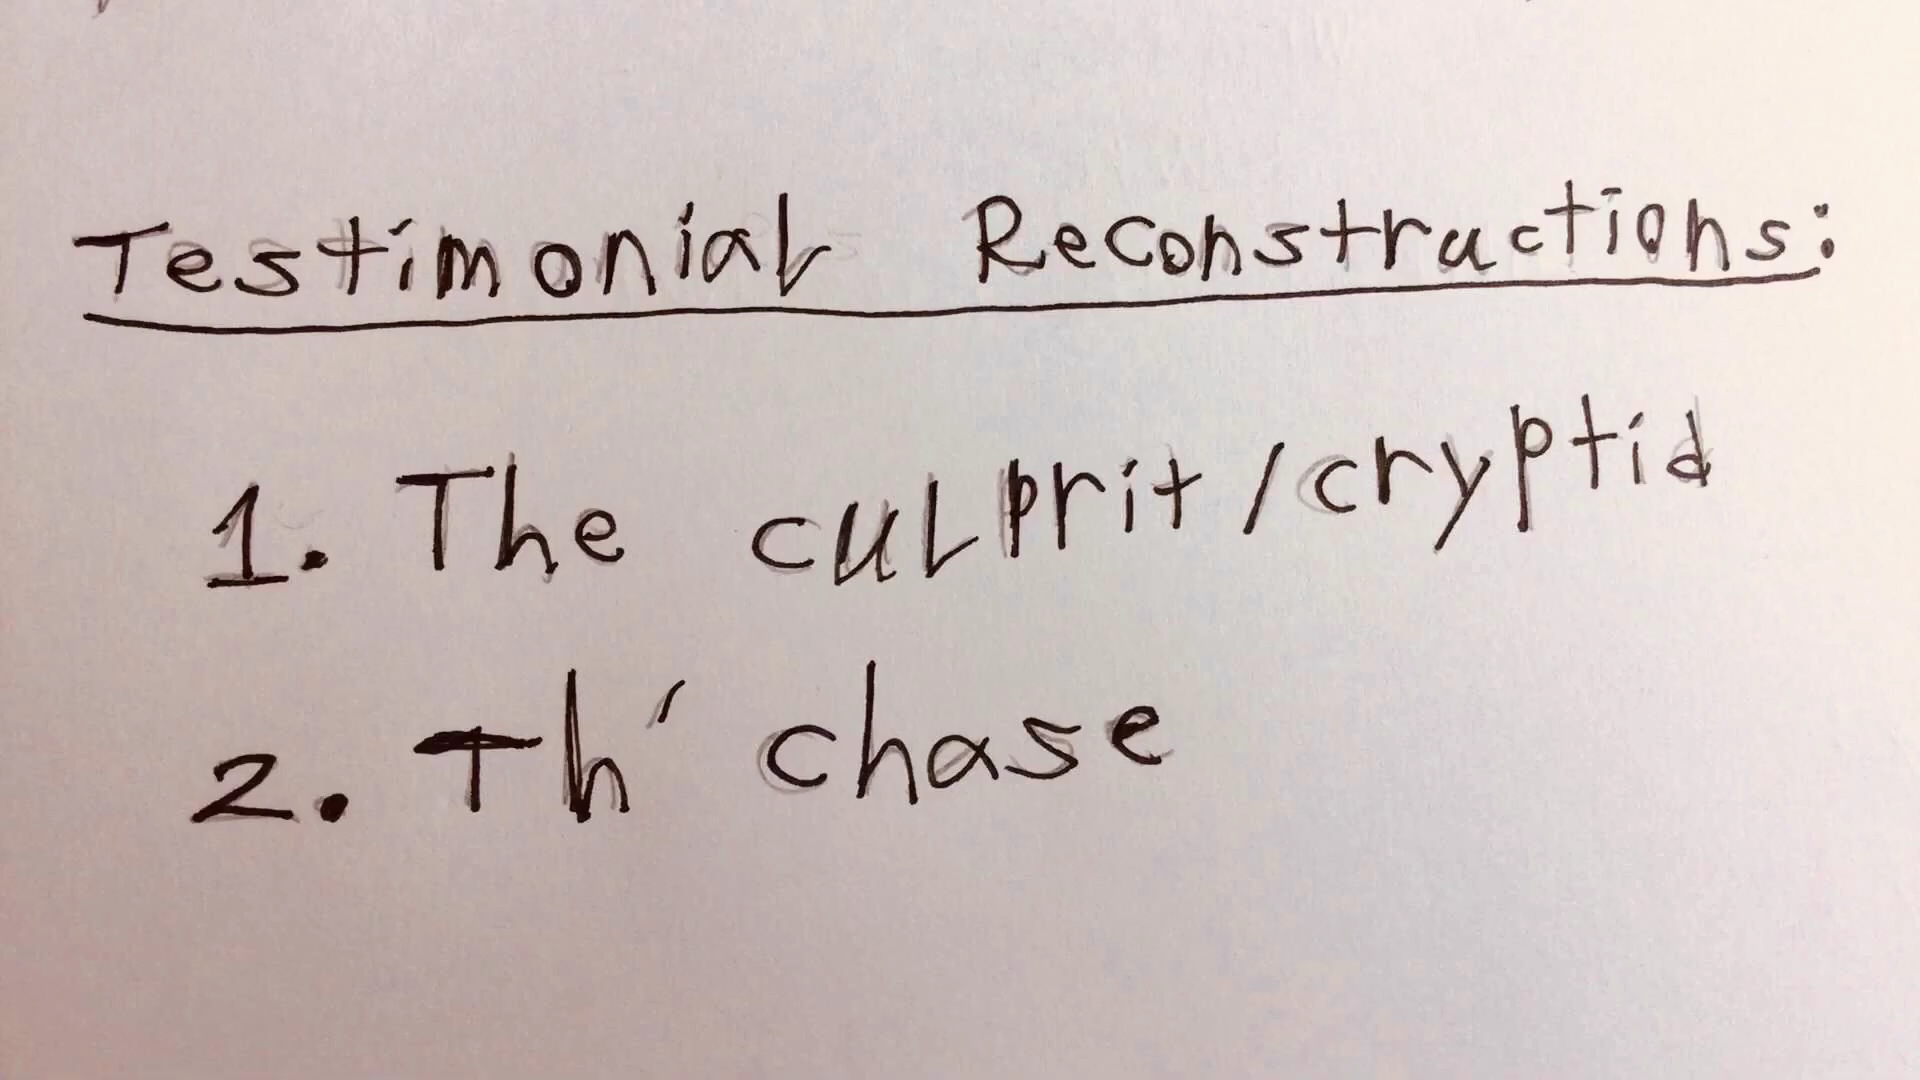 Testimonial Reconstructions:
1. The culprit/cryptid
2. Th' chase